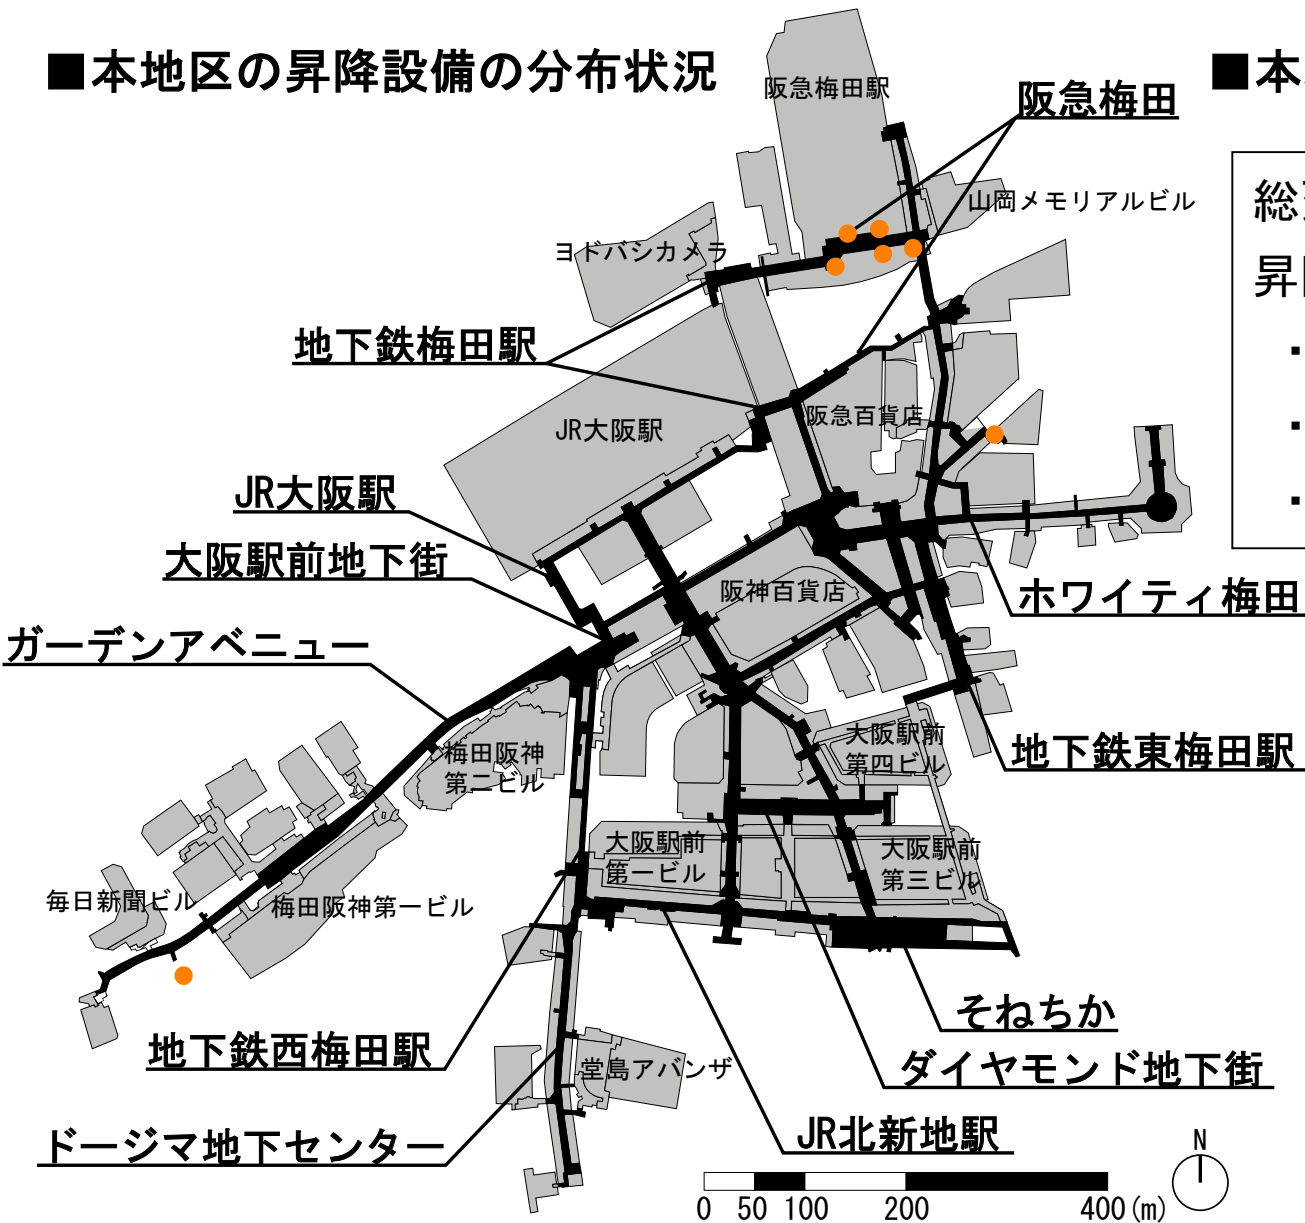 ■本地区の昇降設備の分布状況
■本
阪急梅田駅
阪急梅田
総
山岡メモリアルビル
ヨドバシカメラ
昇
地下鉄梅田駅
・
阪急百貨店
JR大阪駅
・
JR大阪駅
・
大阪駅前地下街
阪神百貨店
ホワイティ梅田
ガーデンアベニュー
大阪駅前
第四ビル
地下鉄東梅田駅
梅田阪神
第二ビル
大阪駅前
第一ビル
大阪駅前
第三ビル
毎日新聞ビル
梅田阪神第一ビル
そねちか
地下鉄西梅田駅
堂島アバンザ
ダイヤモンド地下街
ドージマ地下センター
JR北新地駅
N
0 50 100 200 400(m)